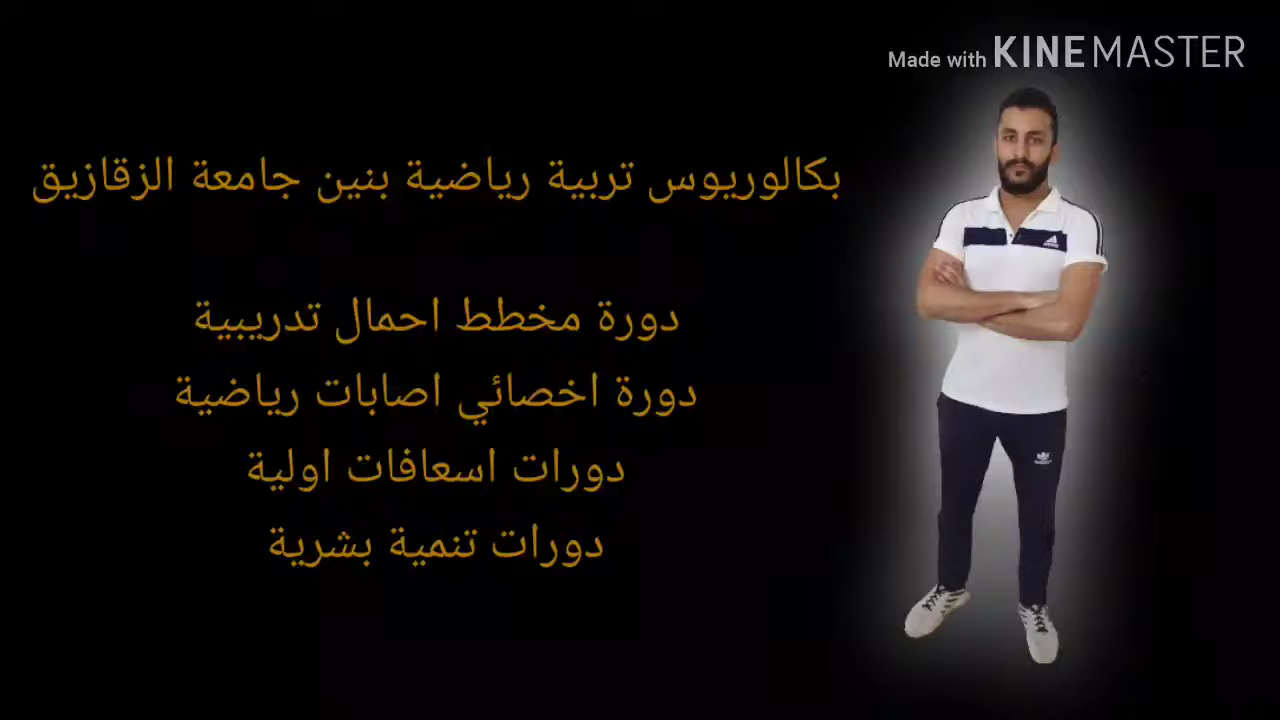 Made with KINEMASTER
بكالوريوس تربية رياضية بنين جامعة الزقازيق
دورة مخطط احمال تدريبية
دورة اخصائي اصابات رياضية
دورات اسعافات اولية
دورات تنمية بشرية